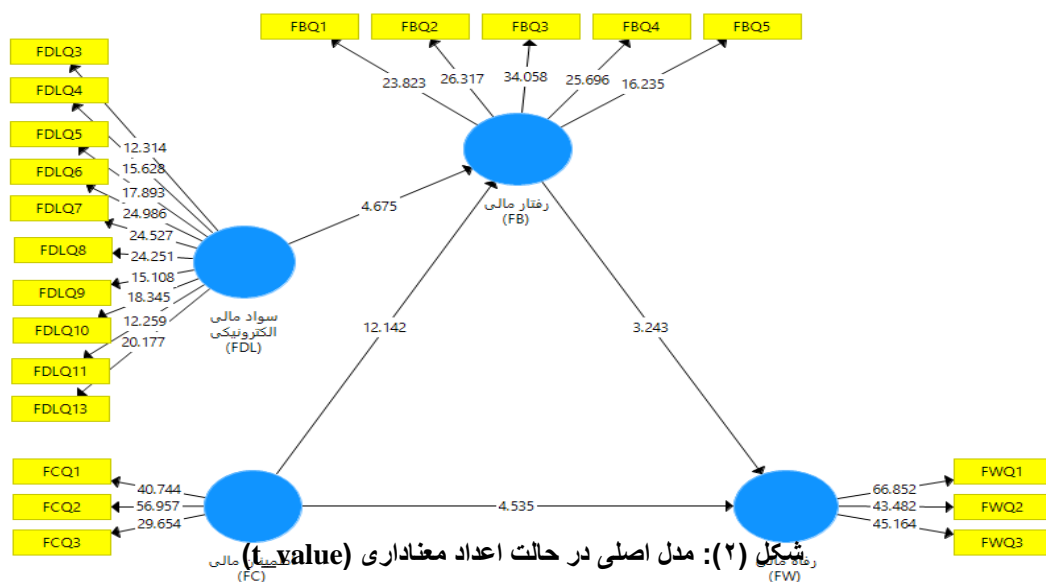 FBQ1
FBQ2
FBQ3
FBQ4
FBQ5
23.823
26.317
34.058
25.696
16.235
FDLQ3
FDLQ4
FDLQ5
FDLQ6
FDLQ7
FDLQ8
FDLQ9
FDLQ10
FDLQ11
FDLQ13
12.314
15.628
17.893
24.986
24.527
24.251
15.108
18.345
12.259
20.177
سواد مالی
الکترونیکی
(FDL)
رفتار مالی
(FB)
4.675
12.142
3.243
4.535
FCQ1
FCQ2
FCQ3
40.744
56.957
29.654
مالی
(FC)
66.852
43.482
45.164
FWQ1
FWQ2
FWQ3
رفاه مالی
(FW)
شکل (۲): مدل اصلی در حالت اعداد معناداری (t_value)